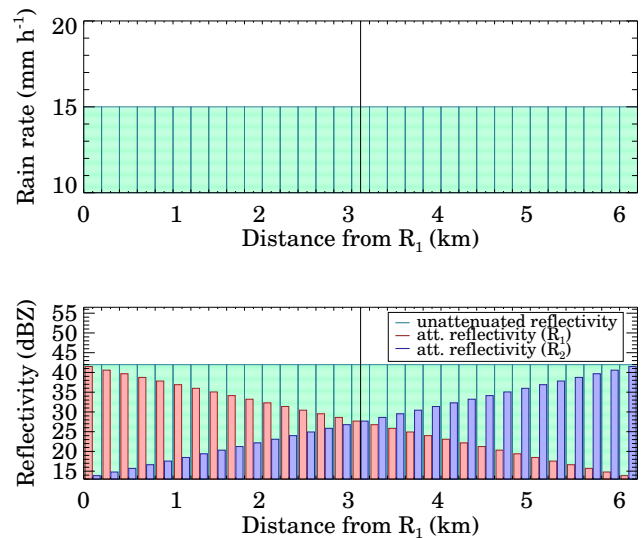 20
15
10
Rain rate (mm h⁻¹)
0 1 2 3 4 5 6
Distance from R₁ (km)
55
45
40
35
30
25
20
15
Reflectivity (dBZ)
unattenuated reflectivity
att. reflectivity (R₁)
att. reflectivity (R₂)
0 1 2 3 4 5 6
Distance from R₁ (km)